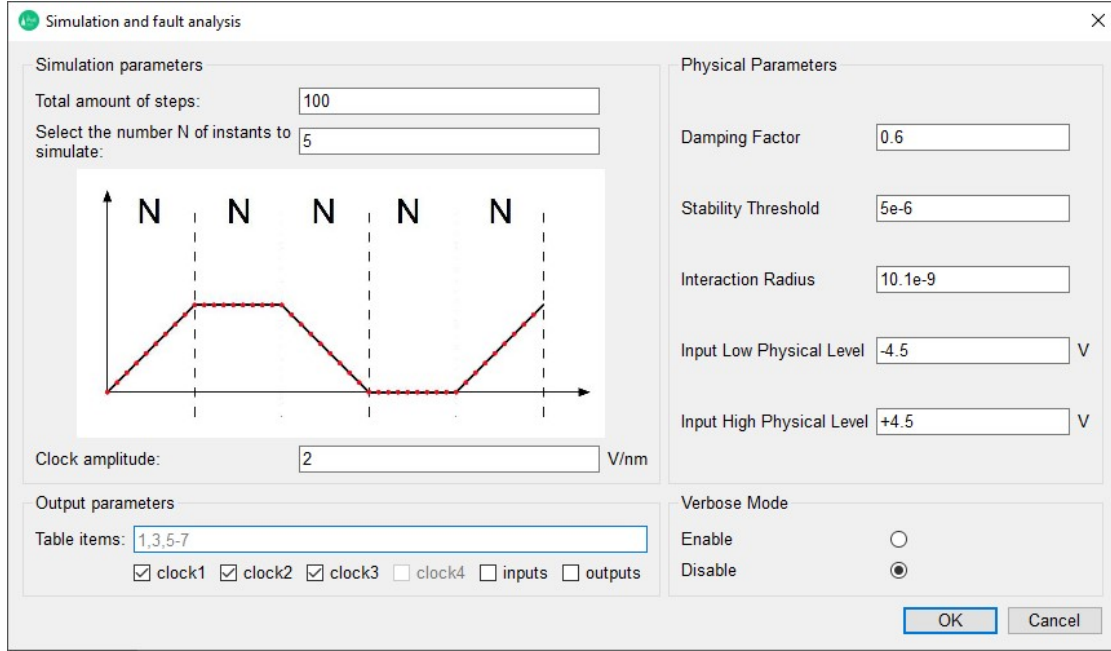 Simulation and fault analysis
Simulation parameters
Total amount of steps: 100
Select the number N of instants to
simulate: 5
N N N N N
Clock amplitude: 2 V/nm
Output parameters
Table items: 1,3,5-7
clock1 clock2 clock3 clock4 inputs outputs
Physical Parameters
Damping Factor 0.6
Stability Threshold 5e-6
Interaction Radius 10.1e-9
Input Low Physical Level -4.5 V
Input High Physical Level +4.5 V
Verbose Mode
Enable
Disable
OK Cancel